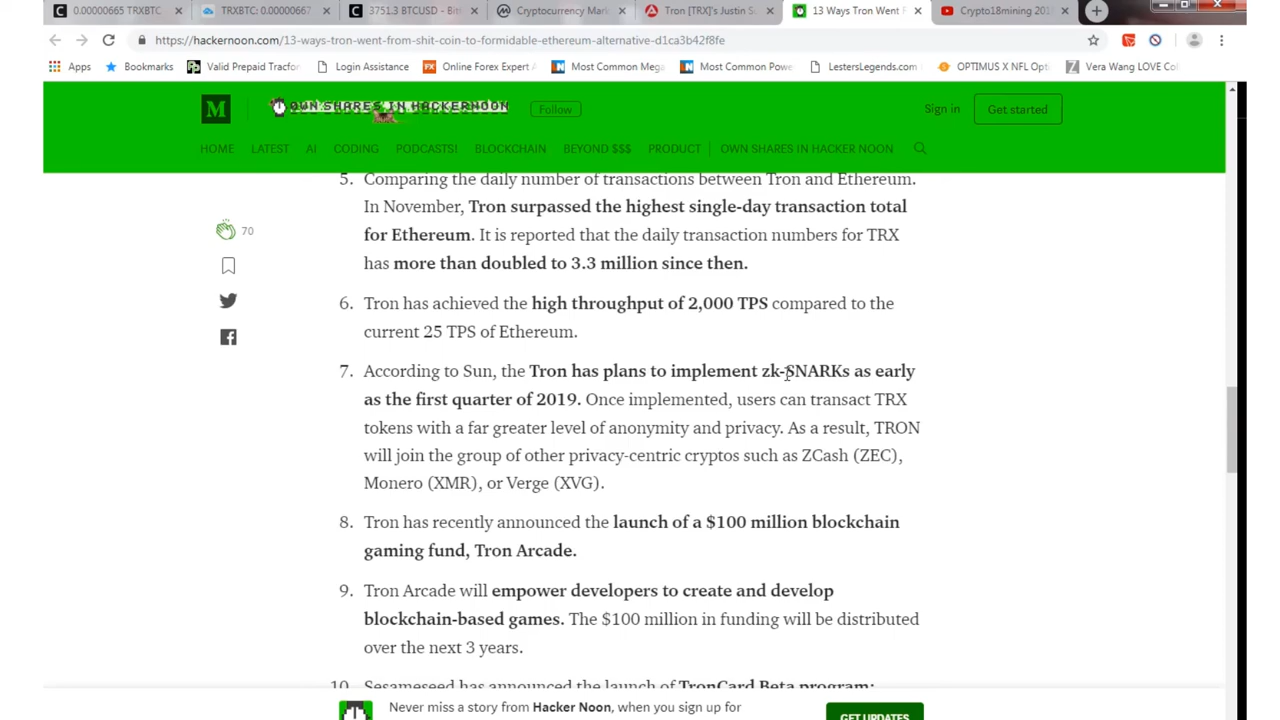 0.00000665 TRXBTC
TRXBTC: 0.00000667
3751.3 BTCUSD - Bit
Cryptocurrency Mark
Tron [TRX]'s Justin S
13 Ways Tron Went F
Crypto18mining 201
https://hackernoon.com/13-ways-tron-went-from-shit-coin-to-formidable-ethereum-alternative-d1ca3b42f8fe
Apps Bookmarks Valid Prepaid Tracfor Login Assistance Online Forex Expert A Most Common Mega Most Common Powe LestersLegends.com OPTIMUS X NFL Opti Vera Wang LOVE Col
M OWN SHARES IN HACKERNOON Follow Sign in Get started
HOME LATEST AI CODING PODCASTS! BLOCKCHAIN BEYOND $$$ PRODUCT OWN SHARES IN HACKER NOON
70
5. Comparing the daily number of transactions between Tron and Ethereum.
In November, Tron surpassed the highest single-day transaction total
for Ethereum. It is reported that the daily transaction numbers for TRX
has more than doubled to 3.3 million since then.
6. Tron has achieved the high throughput of 2,000 TPS compared to the
current 25 TPS of Ethereum.
7. According to Sun, the Tron has plans to implement zk-SNARKs as early
as the first quarter of 2019. Once implemented, users can transact TRX
tokens with a far greater level of anonymity and privacy. As a result, TRON
will join the group of other privacy-centric cryptos such as ZCash (ZEC),
Monero (XMR), or Verge (XVG).
8. Tron has recently announced the launch of a $100 million blockchain
gaming fund, Tron Arcade.
9. Tron Arcade will empower developers to create and develop
blockchain-based games. The $100 million in funding will be distributed
over the next 3 years.
10. Sesameseed has announced the launch of TronCard Beta program;
Never miss a story from Hacker Noon, when you sign up for
GET UPDATES